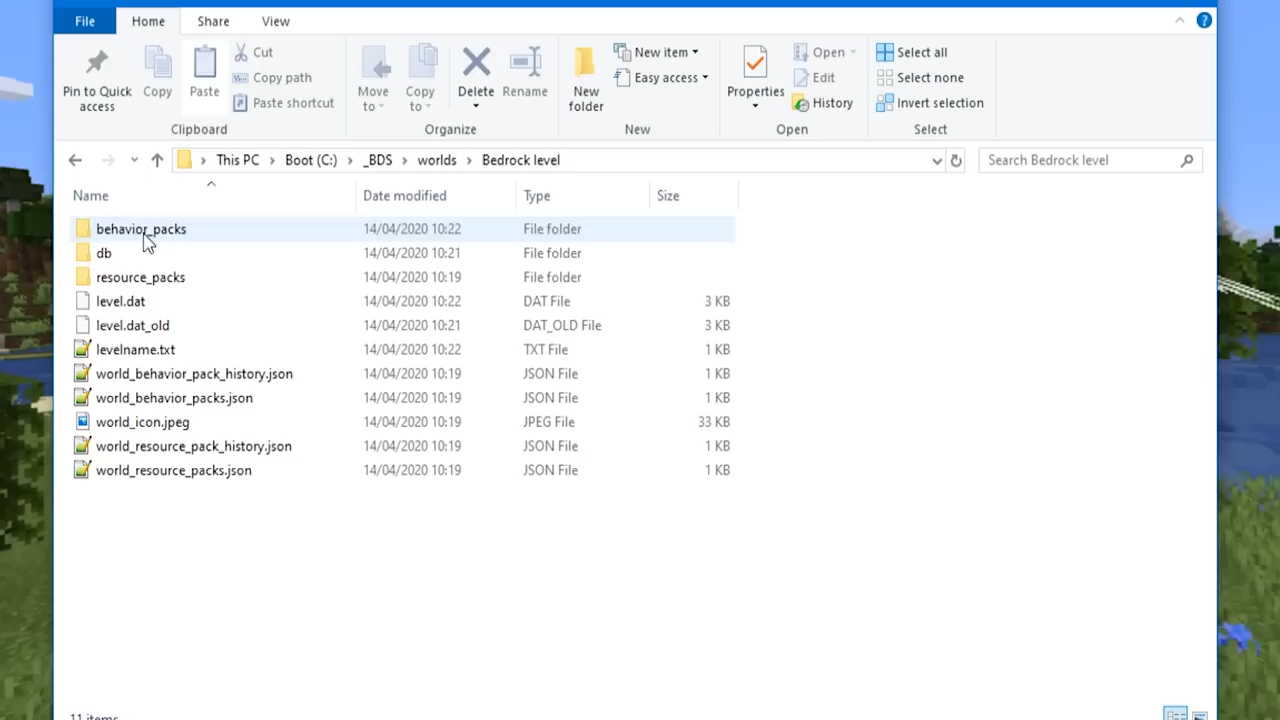 File Home Share View
Pin to Quick access
Copy
Paste
Cut
Copy path
Paste shortcut
Clipboard
Move to
Copy to
Delete
Rename
Organize
New folder
New item
Easy access
New
Properties
Open
Edit
History
Open
Select all
Select none
Invert selection
Select
This PC > Boot (C:) > _BDS > worlds > Bedrock level
Search Bedrock level
Name Date modified Type Size
behavior_packs 14/04/2020 10:22 File folder
db 14/04/2020 10:21 File folder
resource_packs 14/04/2020 10:19 File folder
level.dat 14/04/2020 10:22 DAT File 3 KB
level.dat_old 14/04/2020 10:21 DAT_OLD File 3 KB
levelname.txt 14/04/2020 10:22 TXT File 1 KB
world_behavior_pack_history.json 14/04/2020 10:19 JSON File 1 KB
world_behavior_packs.json 14/04/2020 10:19 JSON File 1 KB
world_icon.jpeg 14/04/2020 10:19 JPEG File 33 KB
world_resource_pack_history.json 14/04/2020 10:19 JSON File 1 KB
world_resource_packs.json 14/04/2020 10:19 JSON File 1 KB
11 items